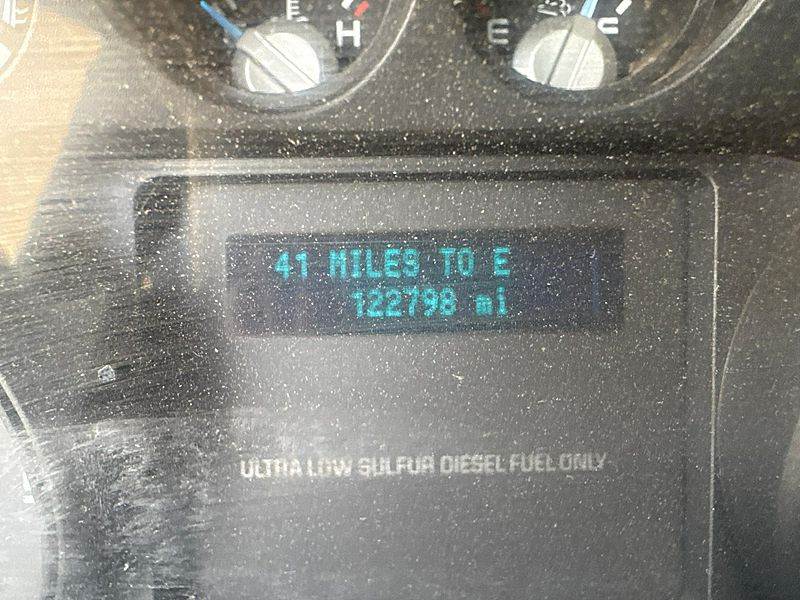 F H E
41 MILES TO E
122798 mi
ULTRA LOW SULFUR DIESEL FUEL ONLY